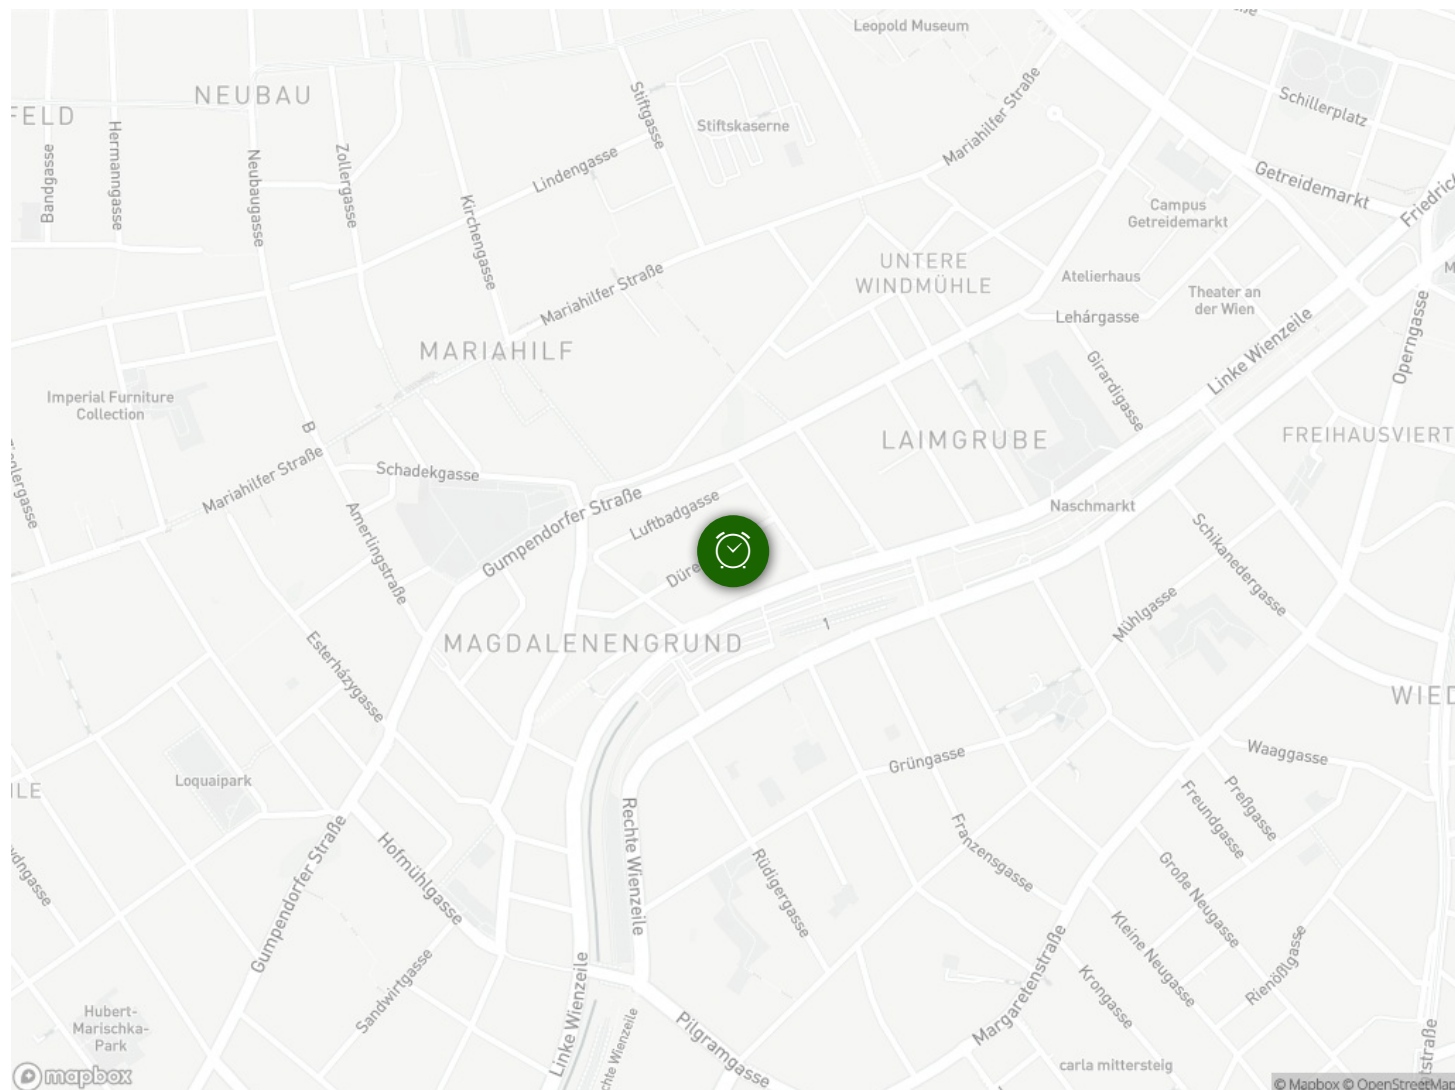 Leopold Museum
NEUBAU
FELD
Hermanngasse
Bandgasse
Neubaugasse
Zollergasse
Kirchengasse
Lindengasse
Stiftgasse
Stiftskaserne
Mariahilfer Straße
Schillerplatz
Getreidemarkt
Campus
Getreidemarkt
UNTERE
WINDMÜHLE
Atelierhaus
Theater an
der Wien
Lehárgasse
Mariahilfer Straße
MARIAHILF
Girardigasse
Linke Wienzeile
Operngasse
Imperial Furniture
Collection
B
Mariahilfer Straße
Schadekgasse
LAIMGRUBE
FREIHAUSVIERT
Gumpendorfer Straße
Luftbadgasse
Naschmarkt
Amerlingstraße
Schikanedergasse
Mühlgasse
1
MAGDALENENGRUND
Esterházygasse
WIED
Waaggasse
Grüngasse
Loquaipark
Preßgasse
Freundgasse
Rechte Wienzeile
Franzensgasse
Rüdigergasse
Hofmühlgasse
Gumpendorfer Straße
Große Neugasse
Kleine Neugasse
Rienößlgasse
Krongasse
Margaretenstraße
Sandwirtgasse
Linke Wienzeile
Pilgramgasse
Hubert-
Marischka-
Park
carla mittersteig
mapbox
© Mapbox © OpenStreetMap